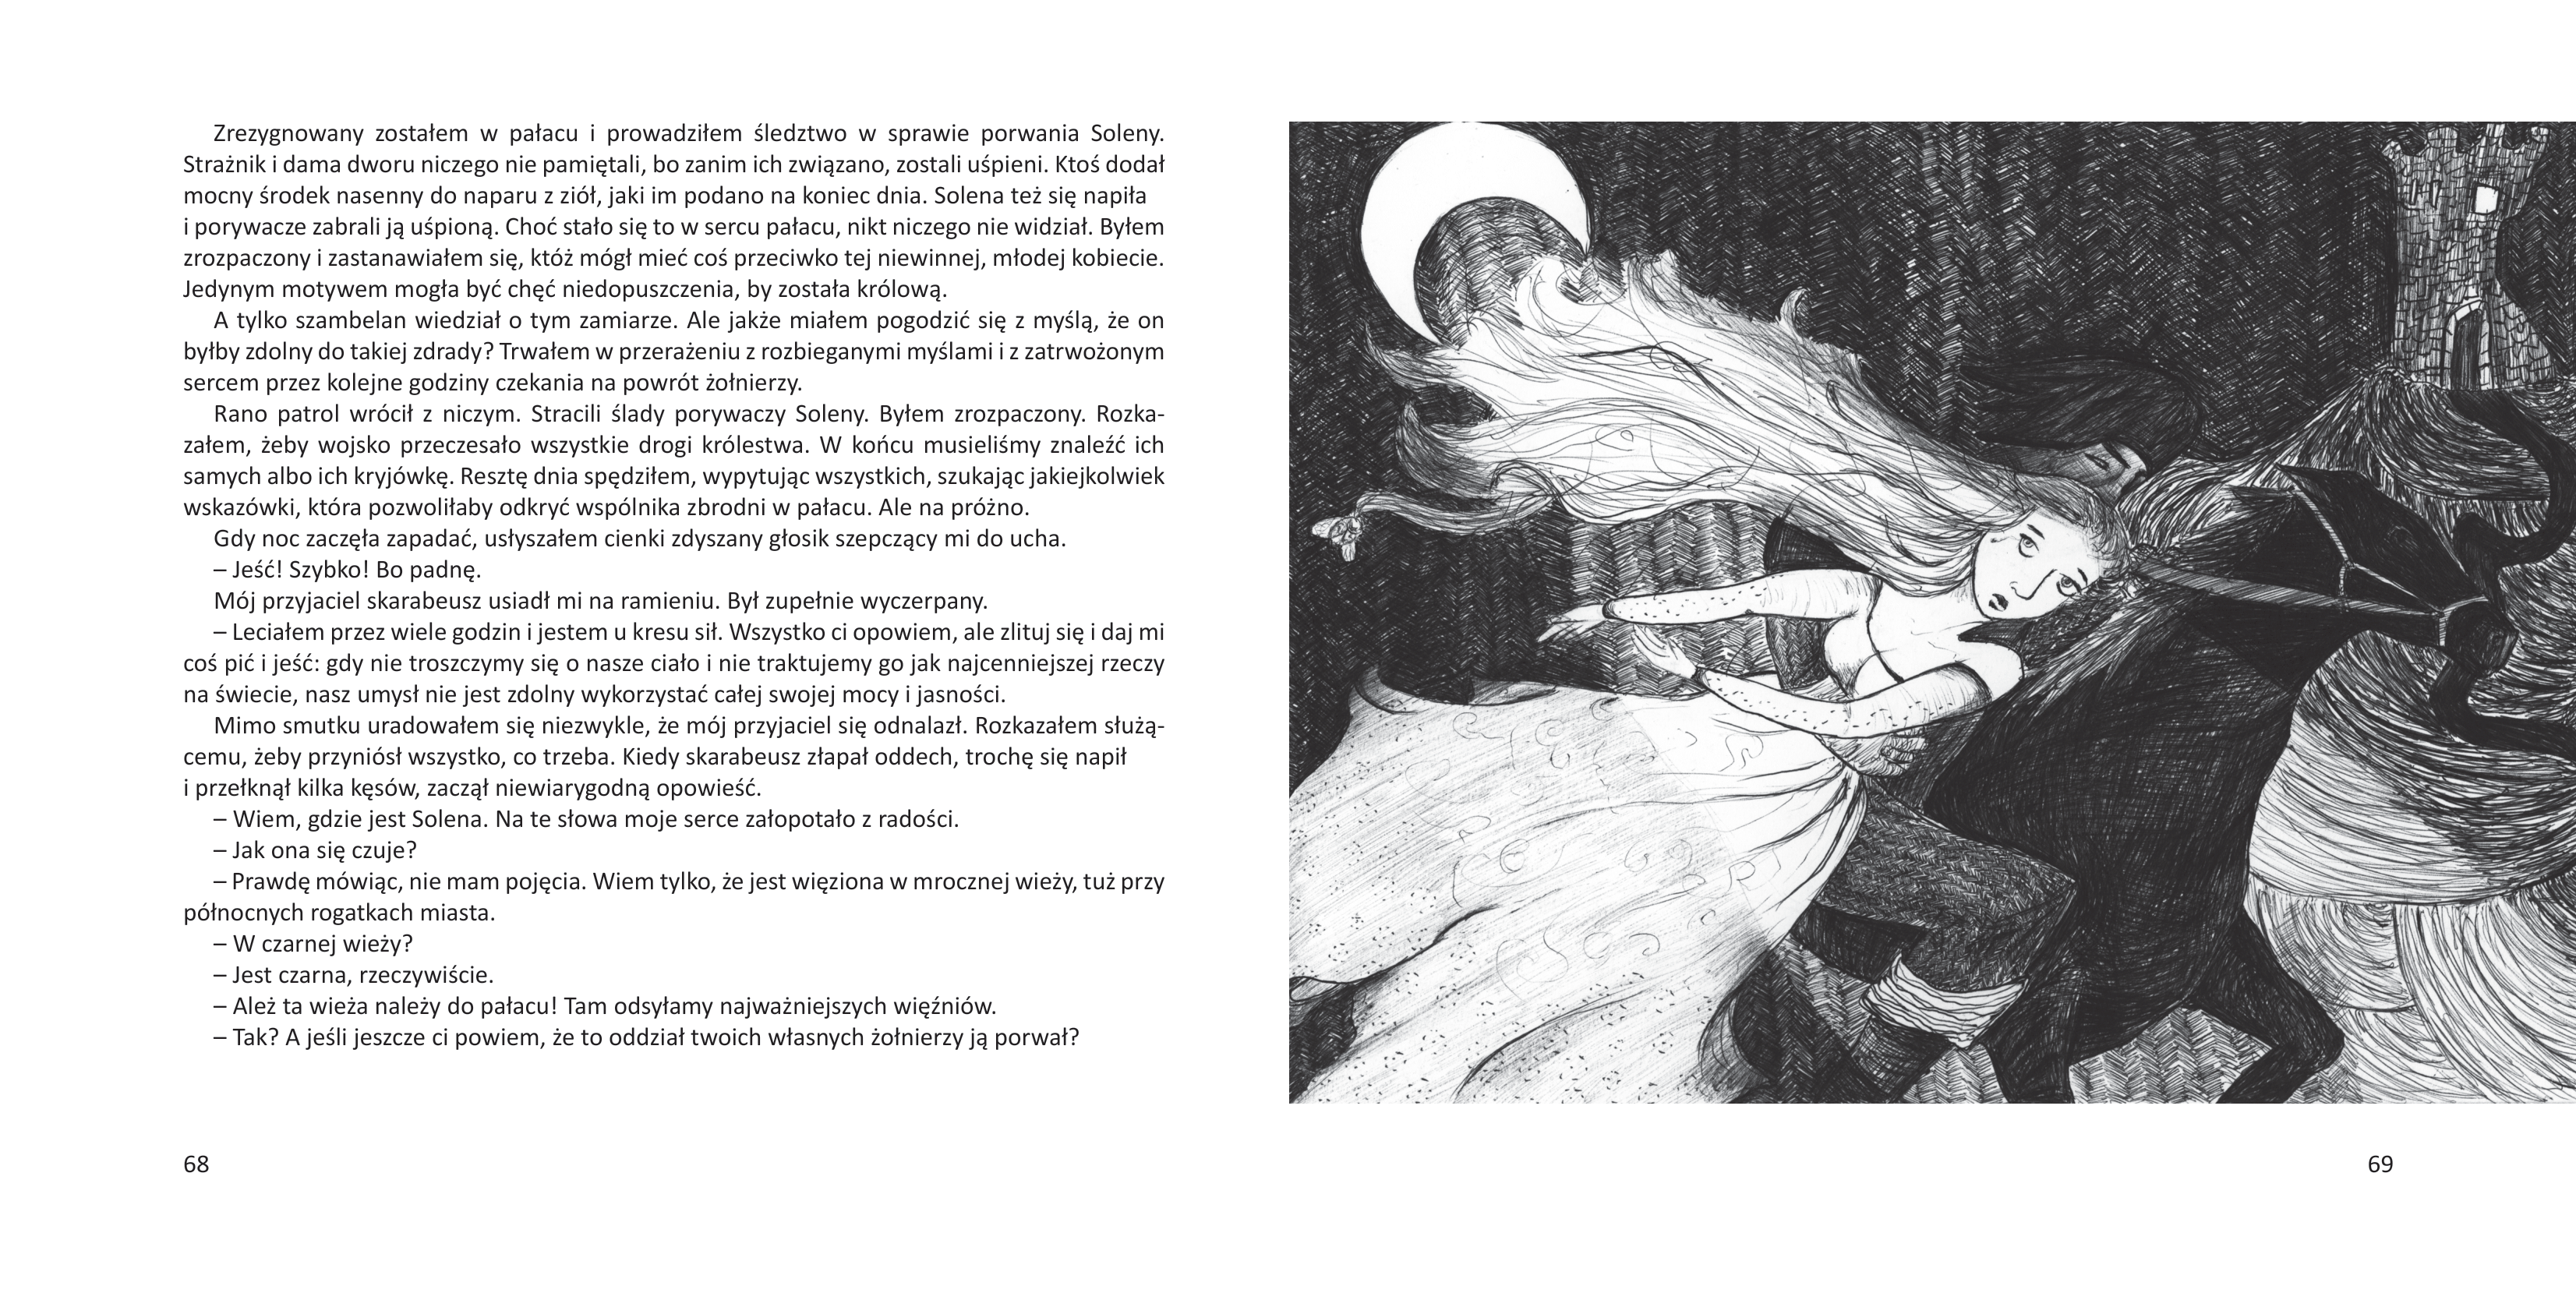 Zrezygnowany zostałem w pałacu i prowadziłem śledztwo w sprawie porwania Soleny.
Strażnik i dama dworu niczego nie pamiętali, bo zanim ich związano, zostali uśpieni. Ktoś dodał
mocny środek nasenny do naparu z ziół, jaki im podano na koniec dnia. Solena też się napiła
i porywacze zabrali ją uśpioną. Choć stało się to w sercu pałacu, nikt niczego nie widział. Byłem
zrozpaczony i zastanawiałem się, któż mógł mieć coś przeciwko tej niewinnej, młodej kobiecie.
Jedynym motywem mogła być chęć niedopuszczenia, by została królową.
A tylko szambelan wiedział o tym zamiarze. Ale jakże miałem pogodzić się z myślą, że on
byłby zdolny do takiej zdrady? Trwałem w przerażeniu z rozbieganymi myślami i z zatrwożonym
sercem przez kolejne godziny czekania na powrót żołnierzy.
Rano patrol wrócił z niczym. Stracili ślady porywaczy Soleny. Byłem zrozpaczony. Rozka-
załem, żeby wojsko przeczesało wszystkie drogi królestwa. W końcu musieliśmy znaleźć ich
samych albo ich kryjówkę. Resztę dnia spędziłem, wypytując wszystkich, szukając jakiejkolwiek
wskazówki, która pozwoliłaby odkryć wspólnika zbrodni w pałacu. Ale na próżno.
Gdy noc zaczęła zapadać, usłyszałem cienki zdyszany głosik szepczący mi do ucha.
– Jeść! Szybko! Bo padnę.
Mój przyjaciel skarabeusz usiadł mi na ramieniu. Był zupełnie wyczerpany.
– Leciałem przez wiele godzin i jestem u kresu sił. Wszystko ci opowiem, ale zlituj się i daj mi
coś pić i jeść: gdy nie troszczymy się o nasze ciało i nie traktujemy go jak najcenniejszej rzeczy
na świecie, nasz umysł nie jest zdolny wykorzystać całej swojej mocy i jasności.
Mimo smutku uradowałem się niezwykle, że mój przyjaciel się odnalazł. Rozkazałem służą-
cemu, żeby przyniósł wszystko, co trzeba. Kiedy skarabeusz złapał oddech, trochę się napił
i przełknął kilka kęsów, zaczął niewiarygodną opowieść.
– Wiem, gdzie jest Solena. Na te słowa moje serce załopotało z radości.
– Jak ona się czuje?
– Prawdę mówiąc, nie mam pojęcia. Wiem tylko, że jest więziona w mrocznej wieży, tuż przy
północnych rogatkach miasta.
– W czarnej wieży?
– Jest czarna, rzeczywiście.
– Ależ ta wieża należy do pałacu! Tam odsyłamy najważniejszych więźniów.
– Tak? A jeśli jeszcze ci powiem, że to oddział twoich własnych żołnierzy ją porwał?
68
69